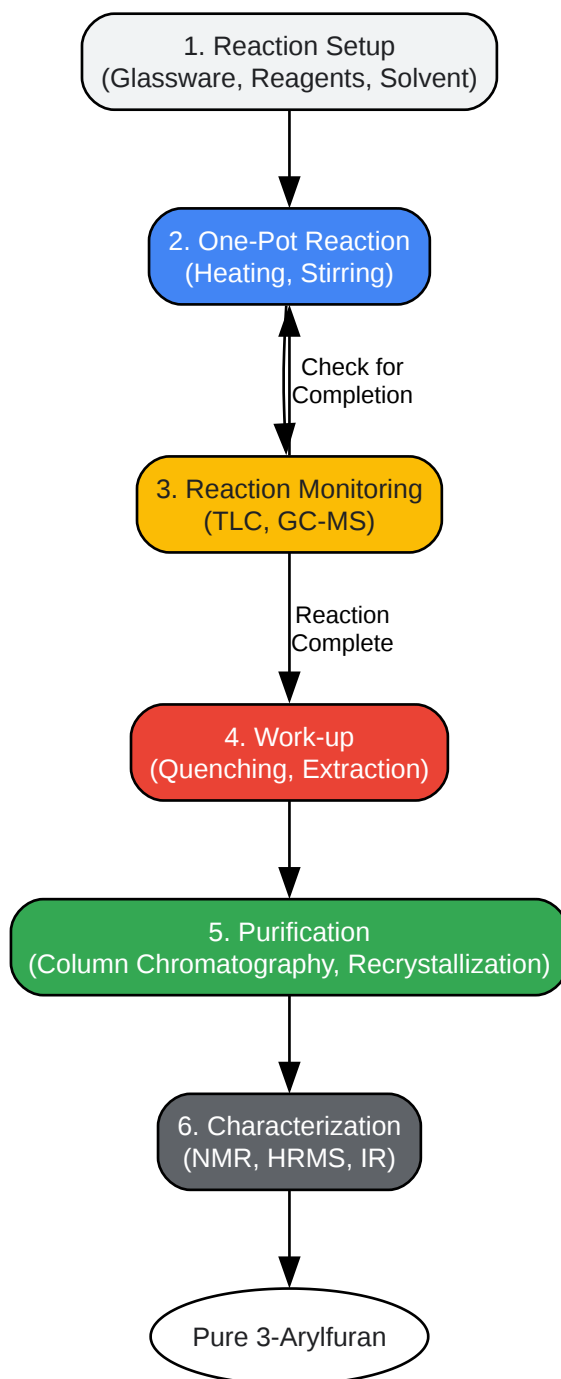 1. Reaction Setup
(Glassware, Reagents, Solvent)
2. One-Pot Reaction
(Heating, Stirring)
Check for
Completion
3. Reaction Monitoring
(TLC, GC-MS)
Reaction
Complete
4. Work-up
(Quenching, Extraction)
5. Purification
(Column Chromatography, Recrystallization)
6. Characterization
(NMR, HRMS, IR)
Pure 3-Arylfuran